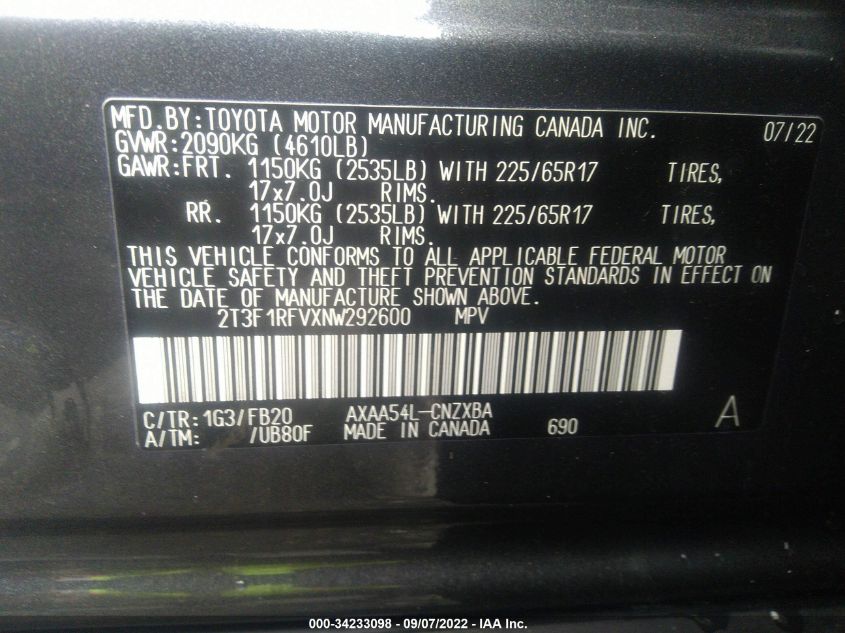 MFD.BY:TOYOTA MOTOR MANUFACTURING CANADA INC. 07/22
GVWR:2090KG (4610LB)
GAWR:FRT. 1150KG (2535LB) WITH 225/65R17 TIRES,
17x7.0J RIMS.
RR. 1150KG (2535LB) WITH 225/65R17 TIRES,
17x7.0J RIMS.
THIS VEHICLE CONFORMS TO ALL APPLICABLE FEDERAL MOTOR
VEHICLE SAFETY AND THEFT PREVENTION STANDARDS IN EFFECT ON
THE DATE OF MANUFACTURE SHOWN ABOVE.
2T3F1RFVXNW292600 MPV
C/TR:1G3/FB20 AXAA54L-CNZXBA A
A/TM: /UB80F MADE IN CANADA 690
000-34233098 - 09/07/2022 - IAA Inc.